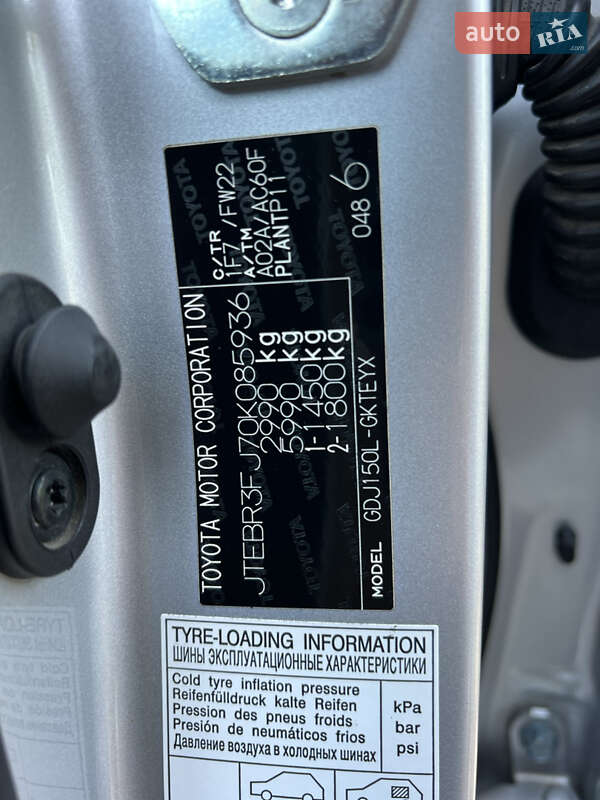 auto RIA
.com
TOYOTA MOTOR CORPORATION
JTEBR3FJ70K085936
2990 kg
5990 kg
1-1450kg
2-1800kg
MODEL GDJ150L-GKTEYX
C/TR
1F7 /FW22
A/TM
A02A/AC60F
PLANTP11
048 6
TYRE-LOADING INFORMATION
ШИНЫ ЭКСПЛУАТАЦИОННЫЕ ХАРАКТЕРИСТИКИ
Cold tyre inflation pressure
Reifenfülldruck kalte Reifen
Pression des pneus froids
Presión de neumáticos frios
Давление воздуха в холодных шинах
kPa
bar
psi